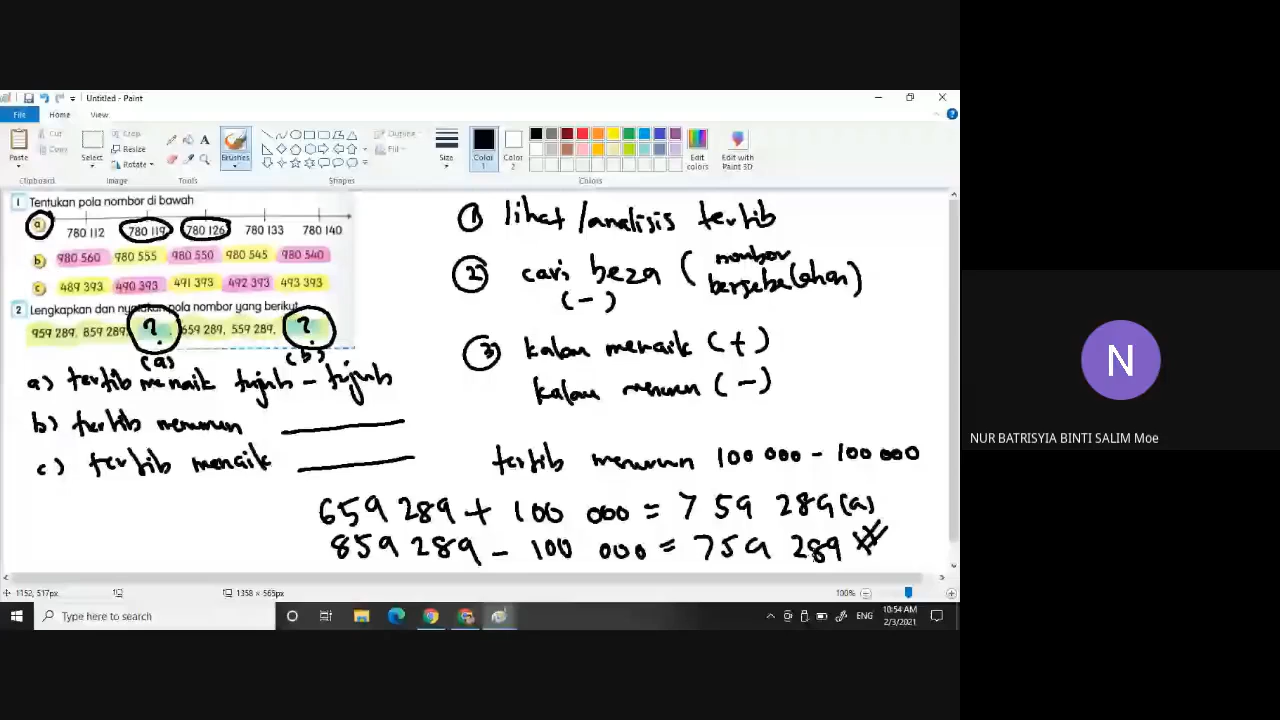 Untitled - Paint
File Home View
Paste
Cut
Copy
Clipboard
Select
Crop
Resize
Rotate
Image
Tools
Brushes
Shapes
Outline
Fill
Size
Color 1
Color 2
Edit colors
Edit with Paint 3D
Colors
1 Tentukan pola nombor di bawah
a) 780 112 780 119 780 126 780 133 780 140
b 980 560 980 555 980 550 980 545 980 540
c 489 393 490 393 491 393 492 393 493 393
2 Lengkapkan dan nyatakan pola nombor yang berikut.
959 289, 859 289, ? , 659 289, 559 289, ?
(a) (b)
a) tertib menaik tujuh - tujuh
b) tertib menurun
c) tertib menaik
① lihat/analisis tertib
② cari beza (nombor bersebelahan)
(-)
③ kalau menaik (+)
kalau menurun (-)
tertib menurun 100 000 - 100 000
659 289 + 100 000 = 759 289 (a)
859 289 - 100 000 = 759 289 #
1152, 517px 1358 × 565px 100%
Type here to search
ENG
10:54 AM
2/3/2021
N
NUR BATRISYIA BINTI SALIM Moe